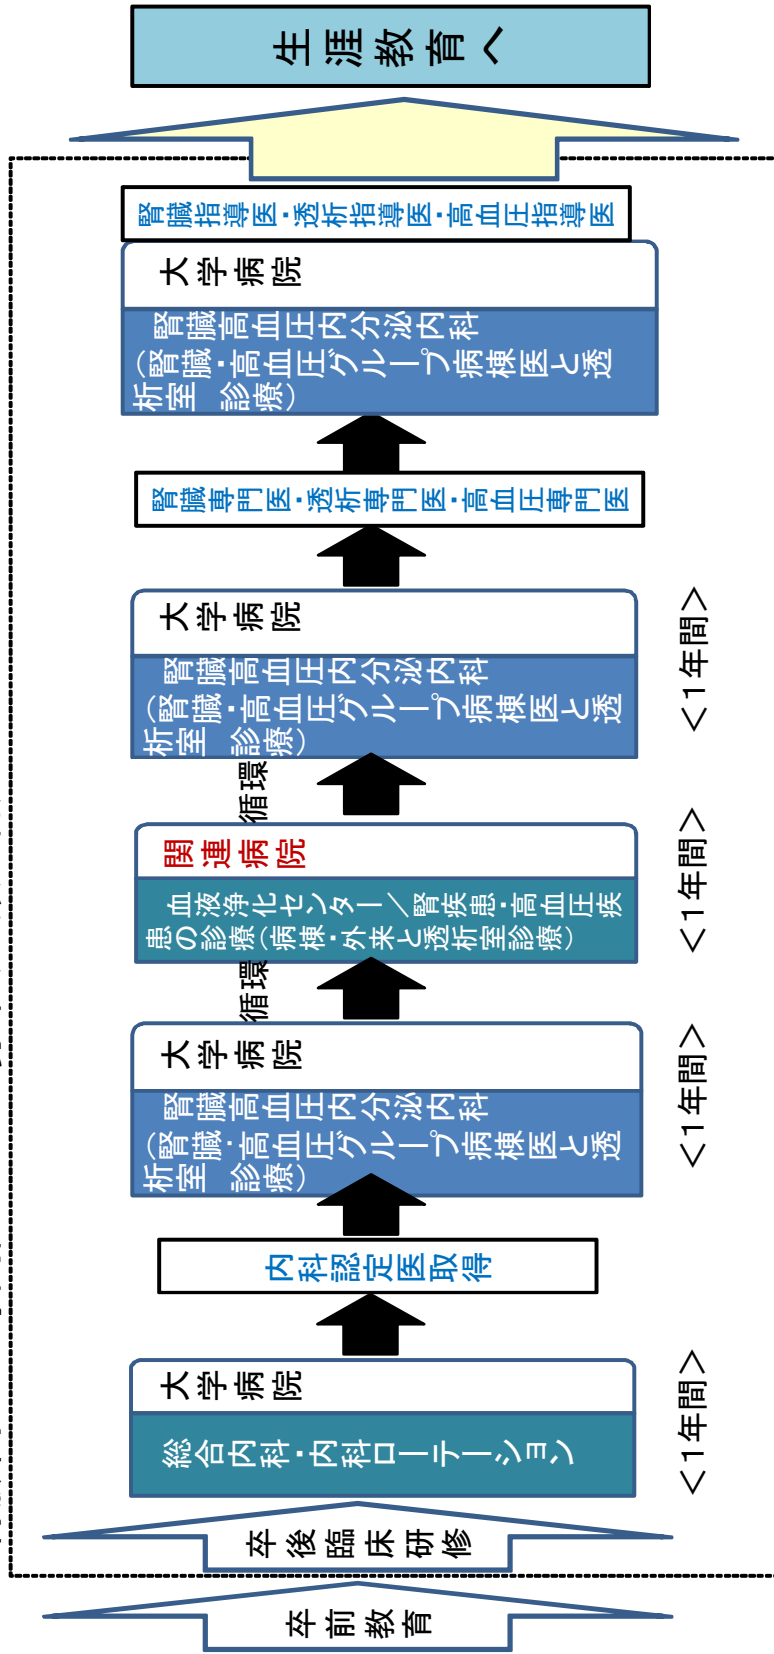 卒前教育
卒後臨床研修
大学病院
総合内科・内科ローテーション
<1年間>
内科認定医取得
大学病院
腎臓高血圧内分泌内科
(腎臓・高血圧グループ病棟医と透
析室 診療)
<1年間>
循環
関連病院
血液浄化センター／腎疾患・高血圧疾
患の診療(病棟・外来と透析室診療)
<1年間>
循環
大学病院
腎臓高血圧内分泌内科
(腎臓・高血圧グループ病棟医と透
析室 診療)
<1年間>
腎臓専門医・透析専門医・高血圧専門医
大学病院
腎臓高血圧内分泌内科
(腎臓・高血圧グループ病棟医と透
析室 診療)
腎臓指導医・透析指導医・高血圧指導医
生涯教育へ